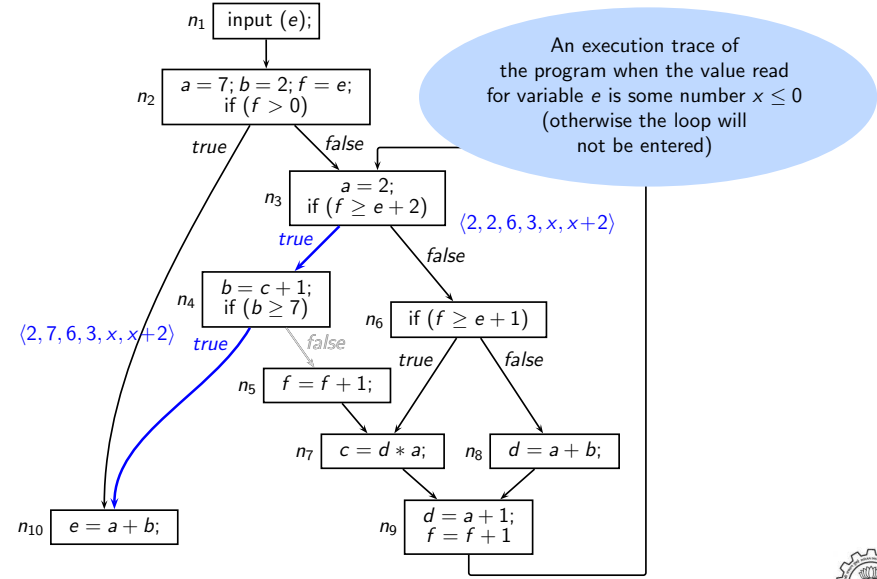 n1 input (e);
n2 a = 7; b = 2; f = e;
if (f > 0)
An execution trace of
the program when the value read
for variable e is some number x ≤ 0
(otherwise the loop will
not be entered)
true
false
n3 a = 2;
if (f ≥ e + 2)
⟨2, 2, 6, 3, x, x+2⟩
true
false
n4 b = c + 1;
if (b ≥ 7)
n6 if (f ≥ e + 1)
⟨2, 7, 6, 3, x, x+2⟩
true
false
true
false
n5 f = f + 1;
n7 c = d ∗ a;
n8 d = a + b;
n10 e = a + b;
n9 d = a + 1;
f = f + 1